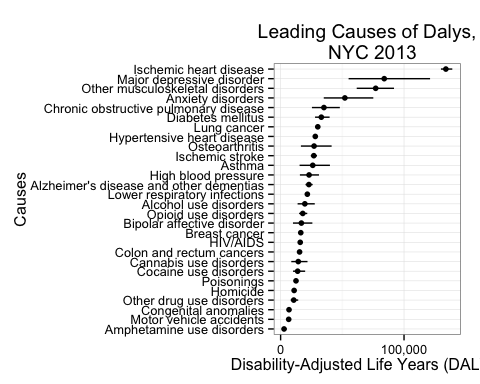 Leading Causes of Dalys,
NYC 2013
Ischemic heart disease
Major depressive disorder
Other musculoskeletal disorders
Anxiety disorders
Chronic obstructive pulmonary disease
Diabetes mellitus
Lung cancer
Hypertensive heart disease
Osteoarthritis
Ischemic stroke
Asthma
High blood pressure
Alzheimer's disease and other dementias
Lower respiratory infections
Alcohol use disorders
Opioid use disorders
Bipolar affective disorder
Breast cancer
HIV/AIDS
Colon and rectum cancers
Cannabis use disorders
Cocaine use disorders
Poisonings
Homicide
Other drug use disorders
Congenital anomalies
Motor vehicle accidents
Amphetamine use disorders
Causes
0 100,000
Disability-Adjusted Life Years (DAL